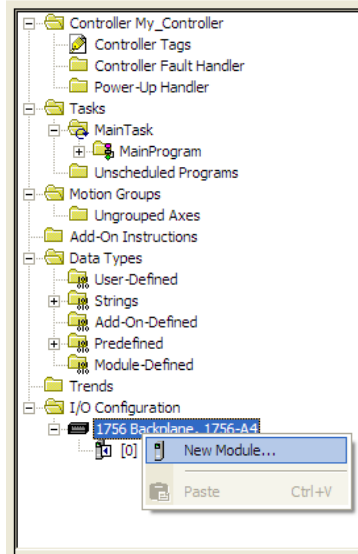 Controller My_Controller
Controller Tags
Controller Fault Handler
Power-Up Handler
Tasks
MainTask
MainProgram
Unscheduled Programs
Motion Groups
Ungrouped Axes
Add-On Instructions
Data Types
User-Defined
Strings
Add-On-Defined
Predefined
Module-Defined
Trends
I/O Configuration
1756 Backplane, 1756-A4
[0]
New Module...
Paste Ctrl+V